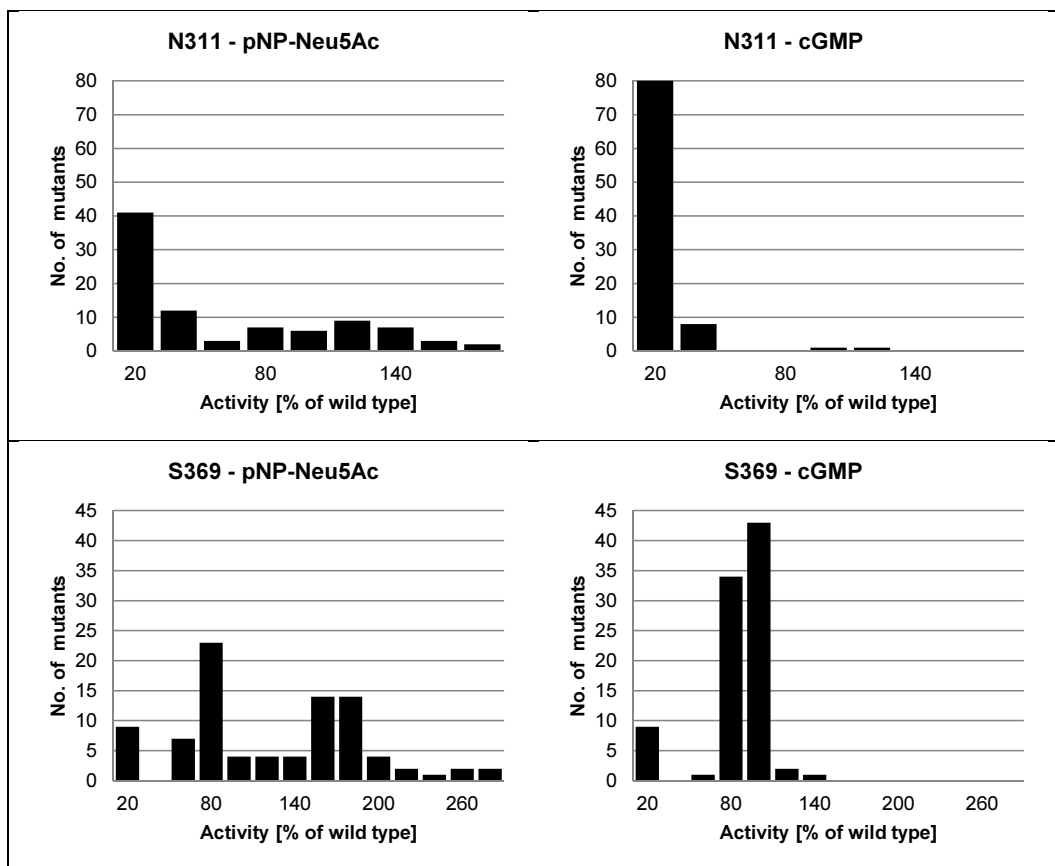 N311 - pNP-Neu5Ac
80
70
60
50
40
30
20
10
0
No. of mutants
20 80 140
Activity [% of wild type]
N311 - cGMP
80
70
60
50
40
30
20
10
0
No. of mutants
20 80 140
Activity [% of wild type]
S369 - pNP-Neu5Ac
45
40
35
30
25
20
15
10
5
0
No. of mutants
20 80 140 200 260
Activity [% of wild type]
S369 - cGMP
45
40
35
30
25
20
15
10
5
0
No. of mutants
20 80 140 200 260
Activity [% of wild type]